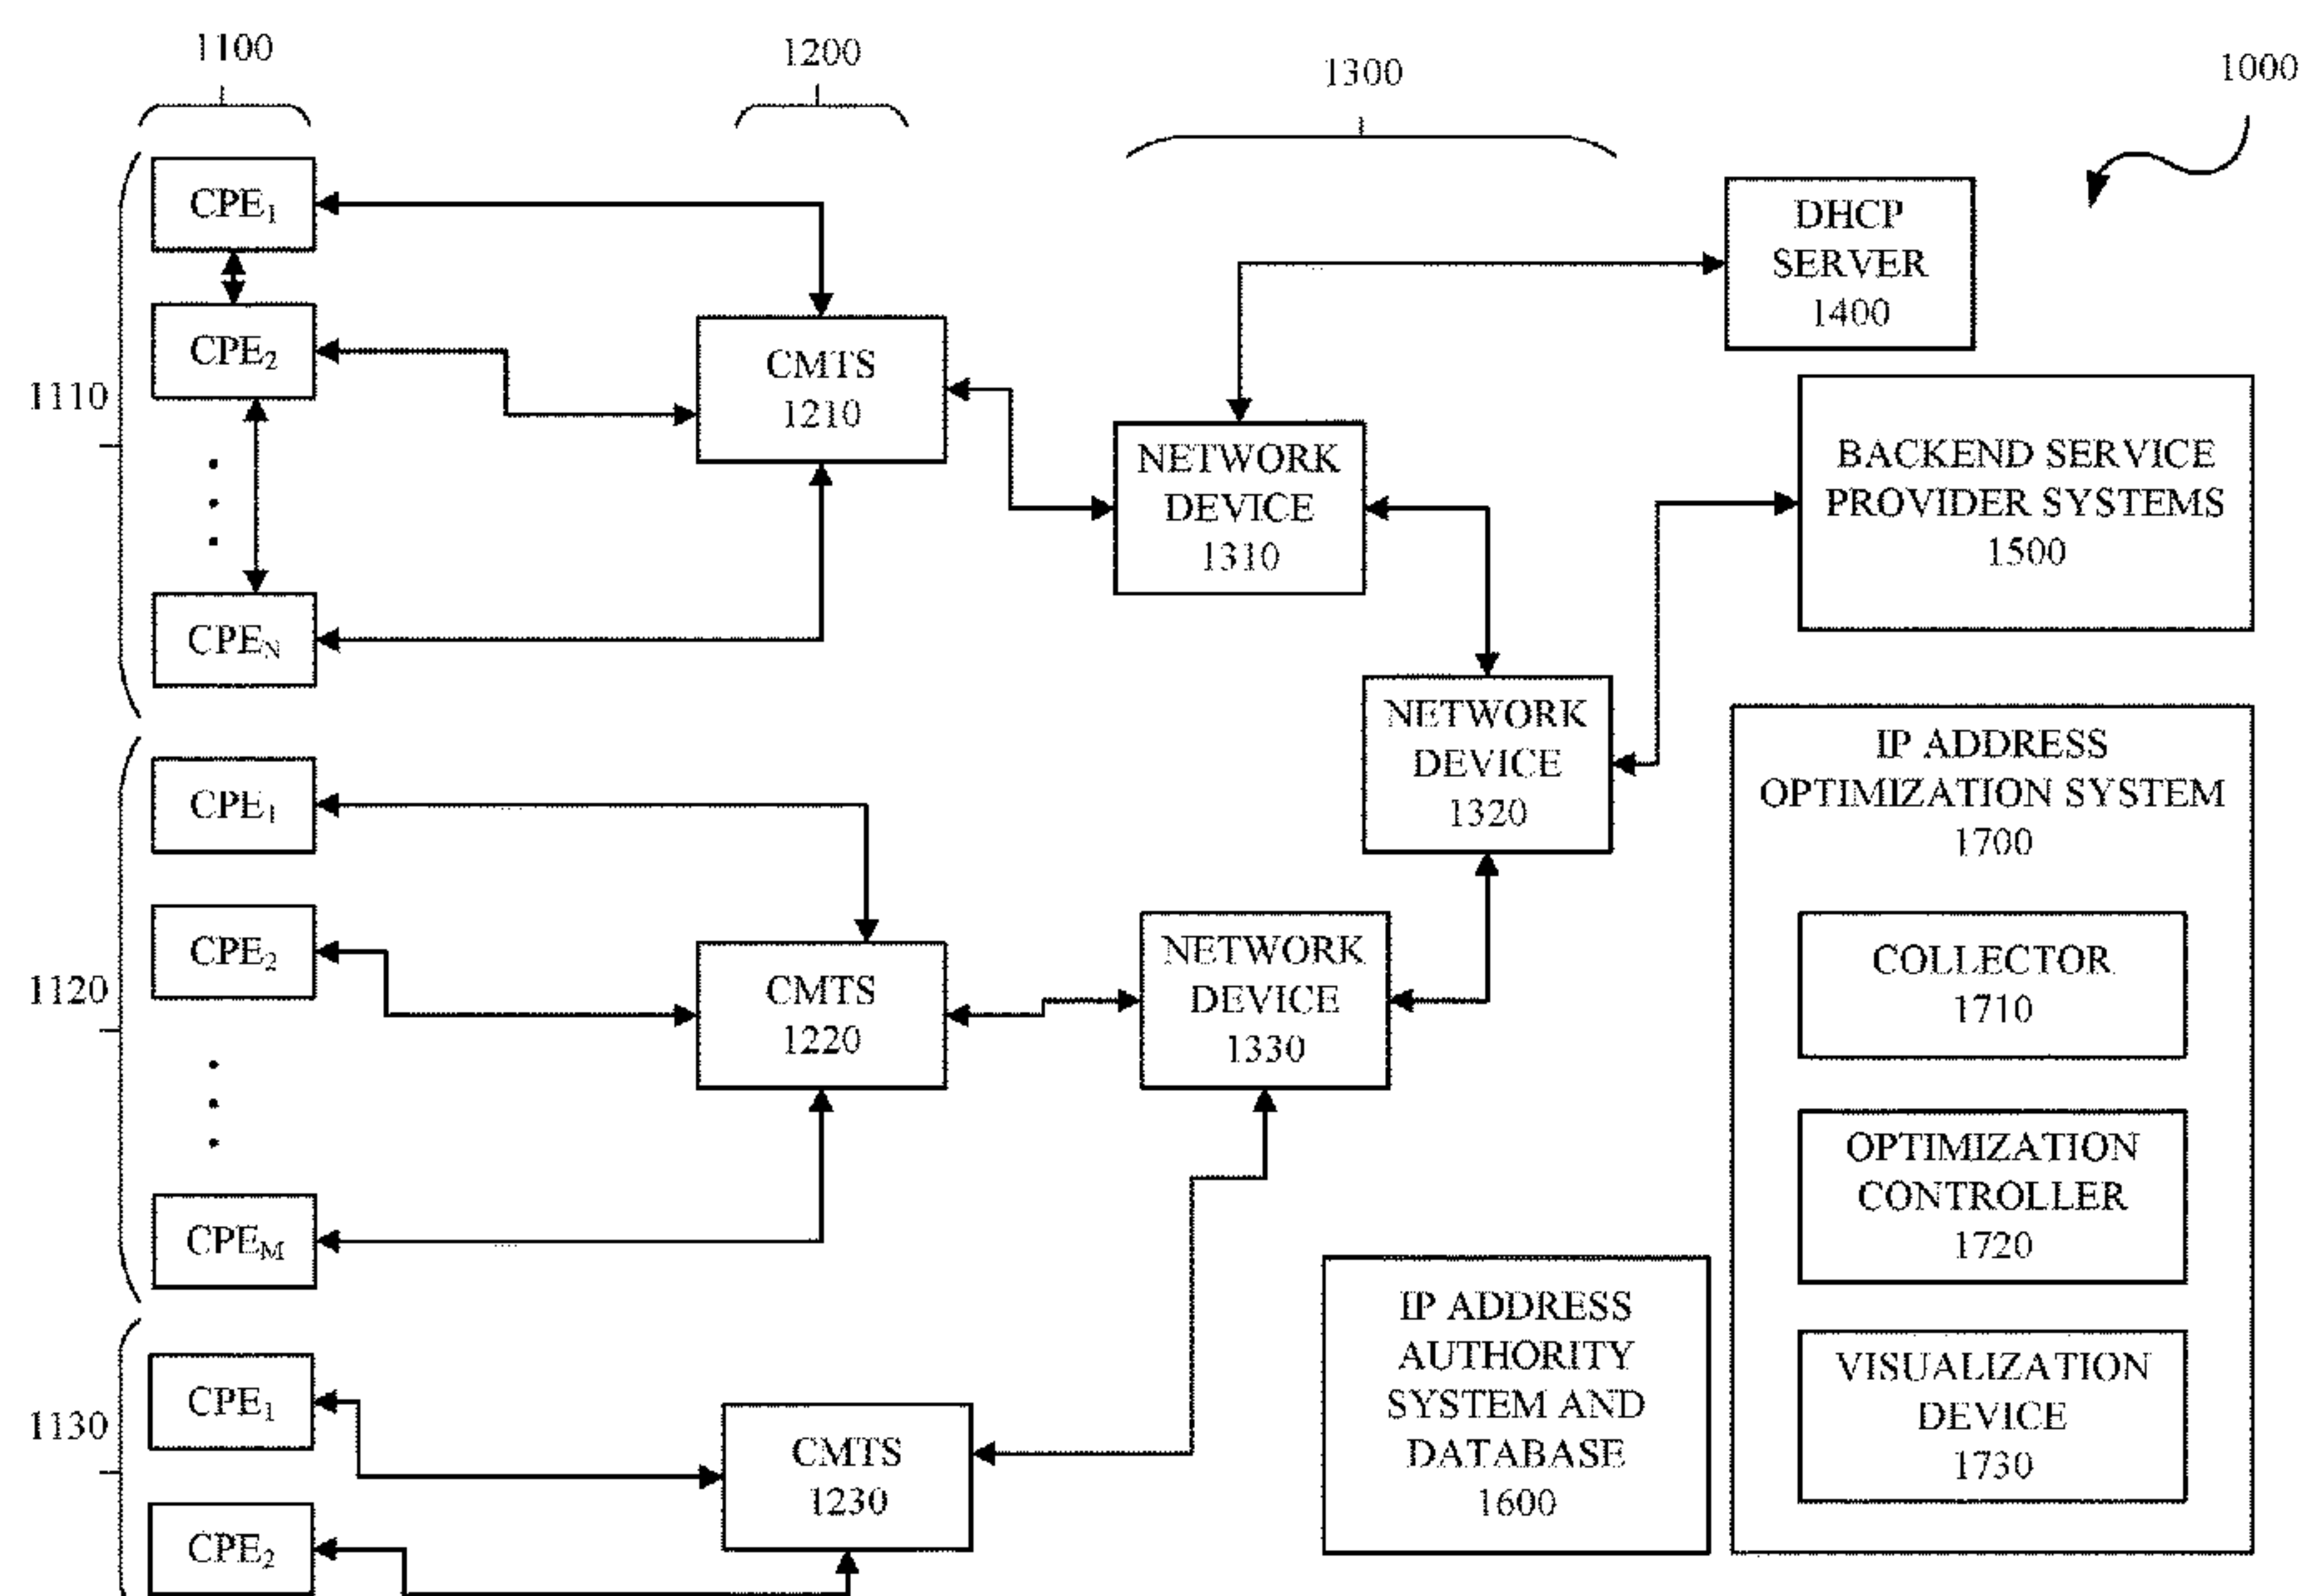 1100
1200
1300
1000
CPE₁
CPE₂
CPE_N
1110
CMTS
1210
NETWORK
DEVICE
1310
DHCP
SERVER
1400
BACKEND SERVICE
PROVIDER SYSTEMS
1500
NETWORK
DEVICE
1320
CPE₁
CPE₂
CPE_M
1120
CMTS
1220
NETWORK
DEVICE
1330
IP ADDRESS
OPTIMIZATION SYSTEM
1700
COLLECTOR
1710
OPTIMIZATION
CONTROLLER
1720
VISUALIZATION
DEVICE
1730
IP ADDRESS
AUTHORITY
SYSTEM AND
DATABASE
1600
CPE₁
CPE₂
1130
CMTS
1230